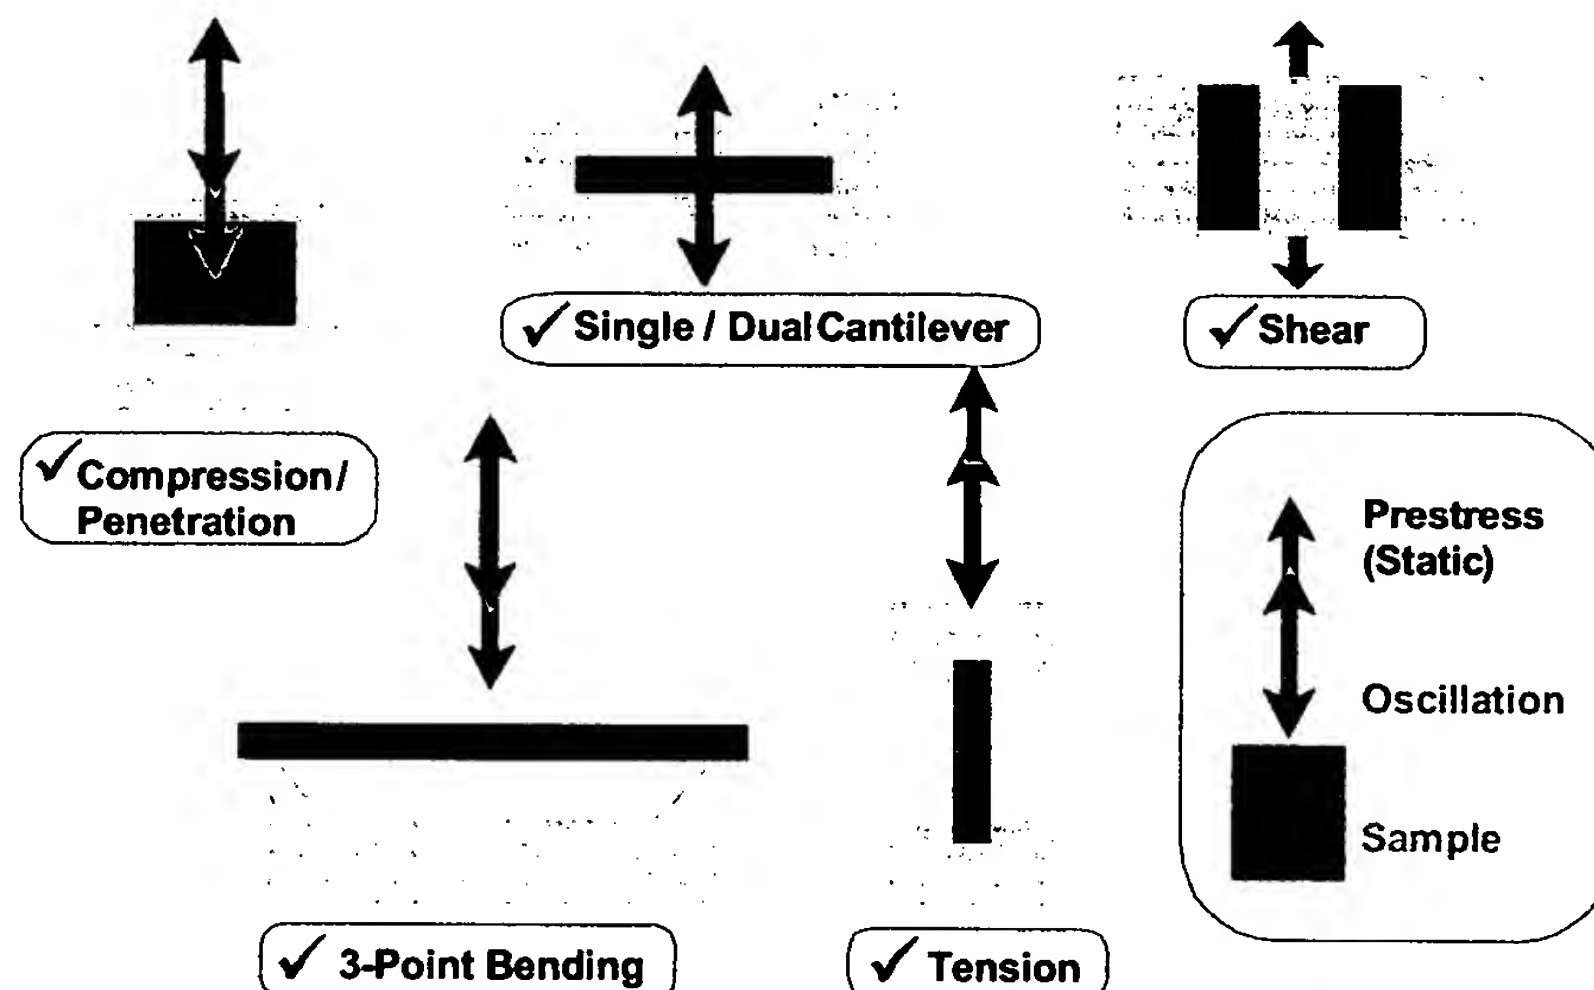 ✓ Single / Dual Cantilever
✓ Shear
✓ Compression/
Penetration
Prestress
(Static)
Oscillation
Sample
✓ 3-Point Bending
✓ Tension